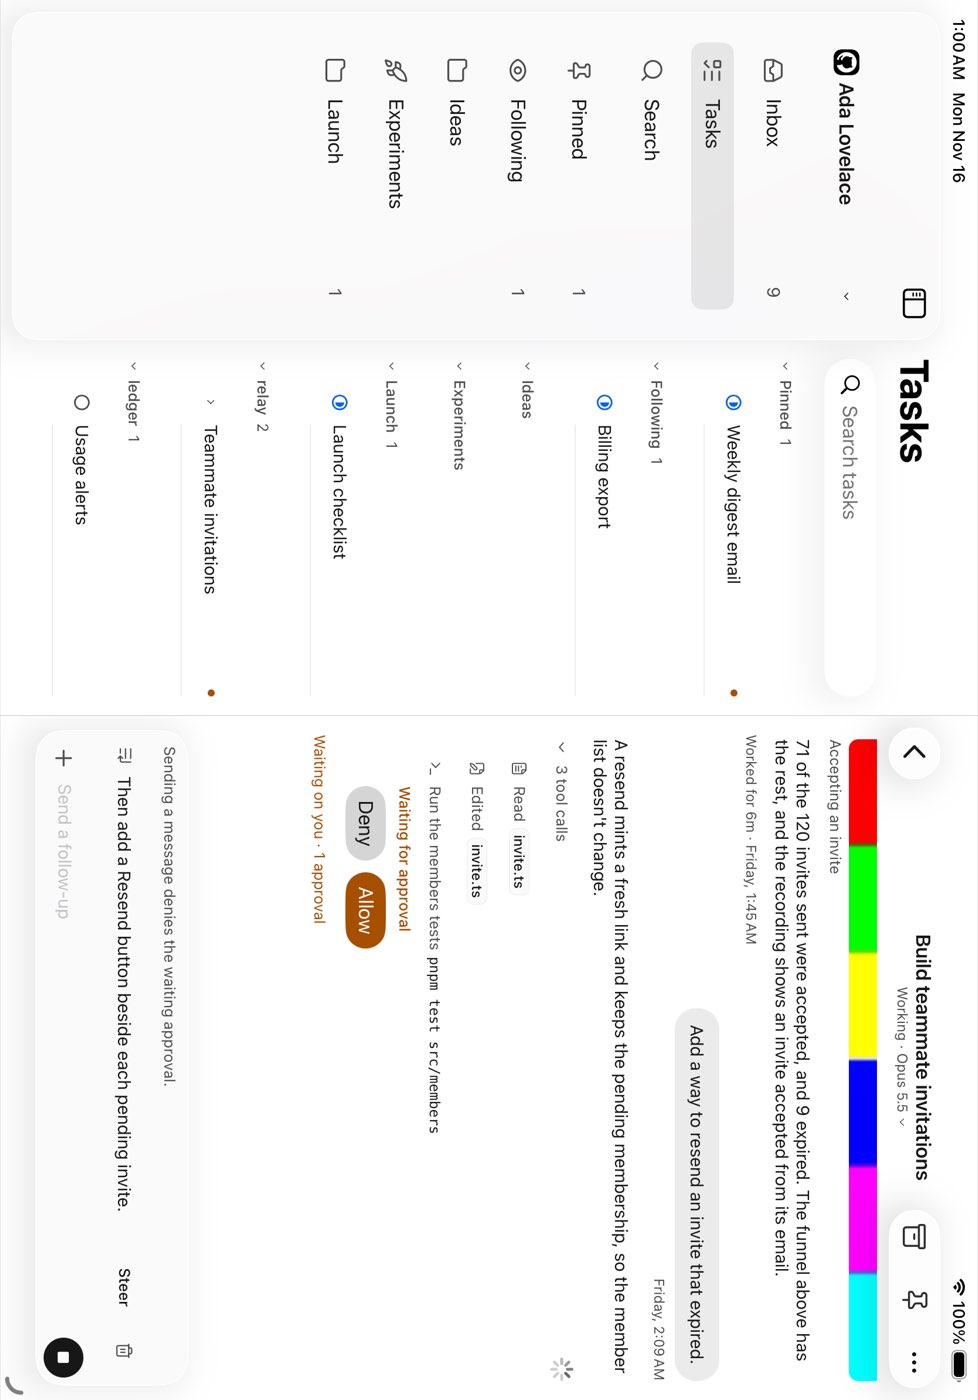 1:00 AM Mon Nov 16
100%
Ada Lovelace
Inbox 9
Tasks
Search
Pinned 1
Following 1
Ideas
Experiments
Launch 1
Tasks
Search tasks
Pinned 1
Weekly digest email
Following 1
Billing export
Ideas
Experiments
Launch 1
Launch checklist
relay 2
Teammate invitations
ledger 1
Usage alerts
Build teammate invitations
Working · Opus 5.5
Accepting an invite
71 of the 120 invites sent were accepted, and 9 expired. The funnel above has
the rest, and the recording shows an invite accepted from its email.
Worked for 6m · Friday, 1:45 AM
Add a way to resend an invite that expired.
Friday, 2:09 AM
A resend mints a fresh link and keeps the pending membership, so the member
list doesn't change.
3 tool calls
Read invite.ts
Edited invite.ts
Run the members tests pnpm test src/members
Waiting for approval
Deny Allow
Waiting on you · 1 approval
Sending a message denies the waiting approval.
Then add a Resend button beside each pending invite. Steer
Send a follow-up